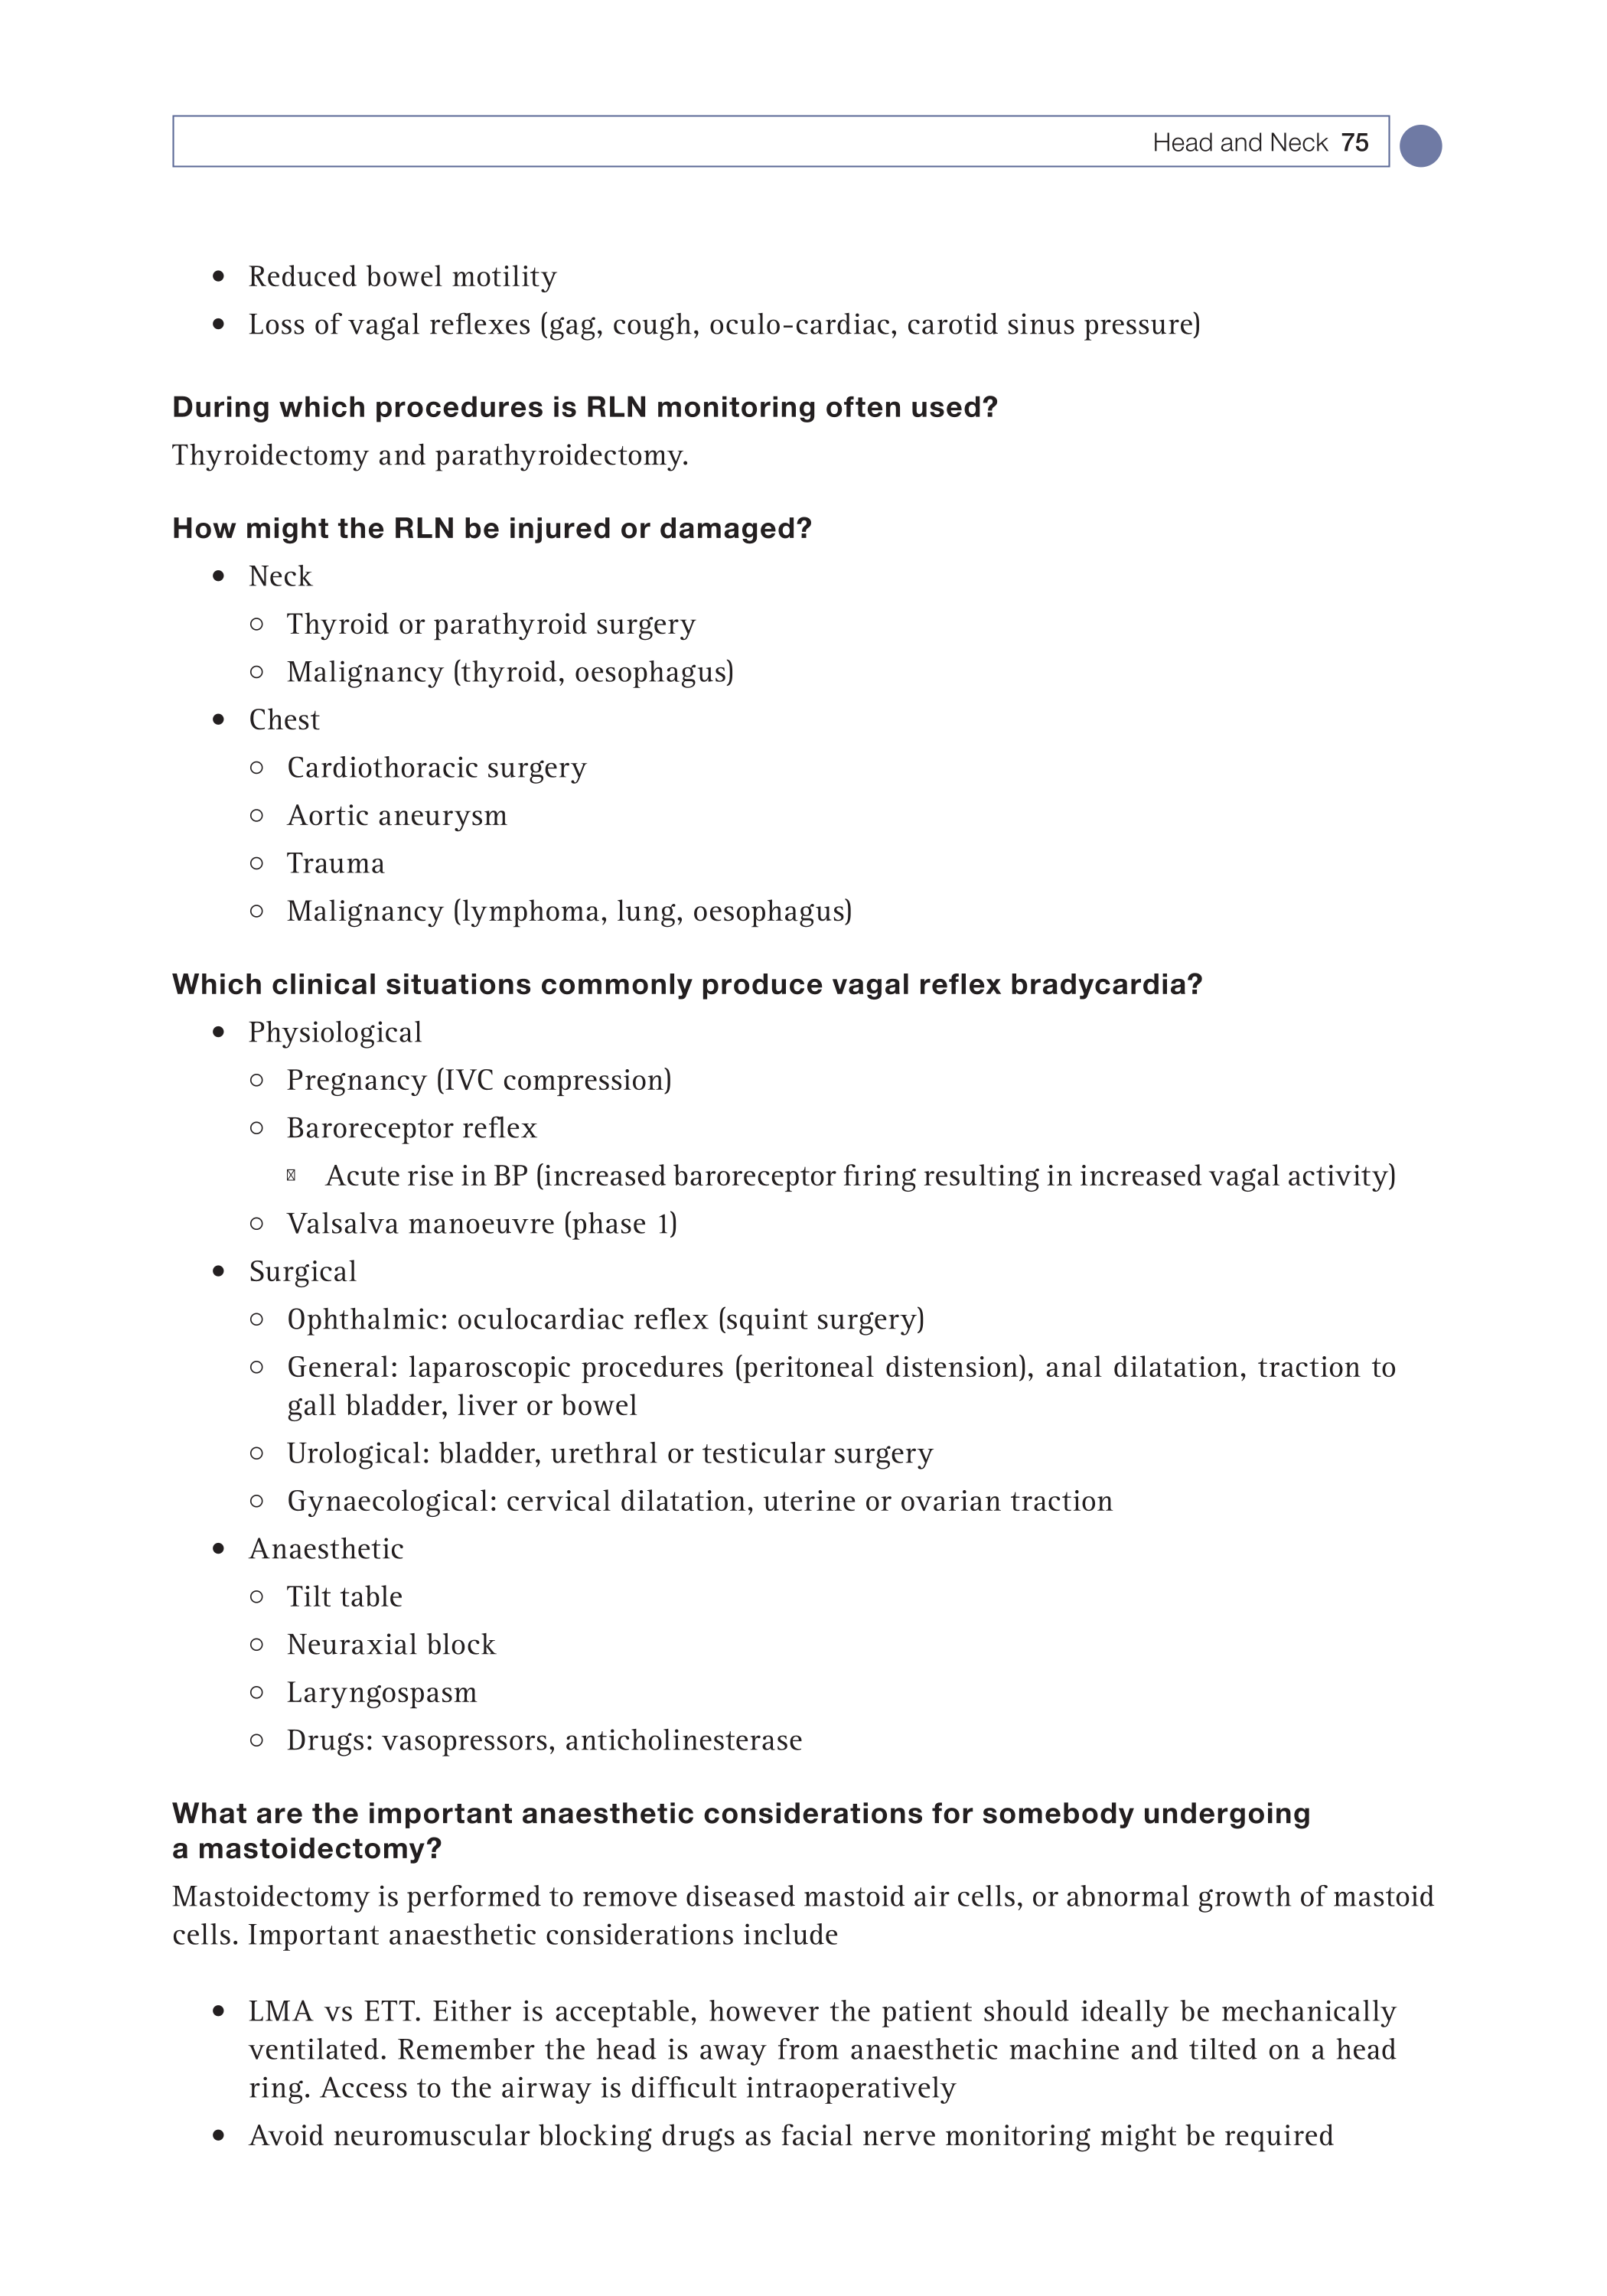 Head and Neck 75
• Reduced bowel motility
• Loss of vagal reflexes (gag, cough, oculo-cardiac, carotid sinus pressure)
During which procedures is RLN monitoring often used?
Thyroidectomy and parathyroidectomy.
How might the RLN be injured or damaged?
• Neck
○ Thyroid or parathyroid surgery
○ Malignancy (thyroid, oesophagus)
• Chest
○ Cardiothoracic surgery
○ Aortic aneurysm
○ Trauma
○ Malignancy (lymphoma, lung, oesophagus)
Which clinical situations commonly produce vagal reflex bradycardia?
• Physiological
○ Pregnancy (IVC compression)
○ Baroreceptor reflex
Acute rise in BP (increased baroreceptor firing resulting in increased vagal activity)
○ Valsalva manoeuvre (phase 1)
• Surgical
○ Ophthalmic: oculocardiac reflex (squint surgery)
○ General: laparoscopic procedures (peritoneal distension), anal dilatation, traction to
gall bladder, liver or bowel
○ Urological: bladder, urethral or testicular surgery
○ Gynaecological: cervical dilatation, uterine or ovarian traction
• Anaesthetic
○ Tilt table
○ Neuraxial block
○ Laryngospasm
○ Drugs: vasopressors, anticholinesterase
What are the important anaesthetic considerations for somebody undergoing
a mastoidectomy?
Mastoidectomy is performed to remove diseased mastoid air cells, or abnormal growth of mastoid
cells. Important anaesthetic considerations include
• LMA vs ETT. Either is acceptable, however the patient should ideally be mechanically
ventilated. Remember the head is away from anaesthetic machine and tilted on a head
ring. Access to the airway is difficult intraoperatively
• Avoid neuromuscular blocking drugs as facial nerve monitoring might be required